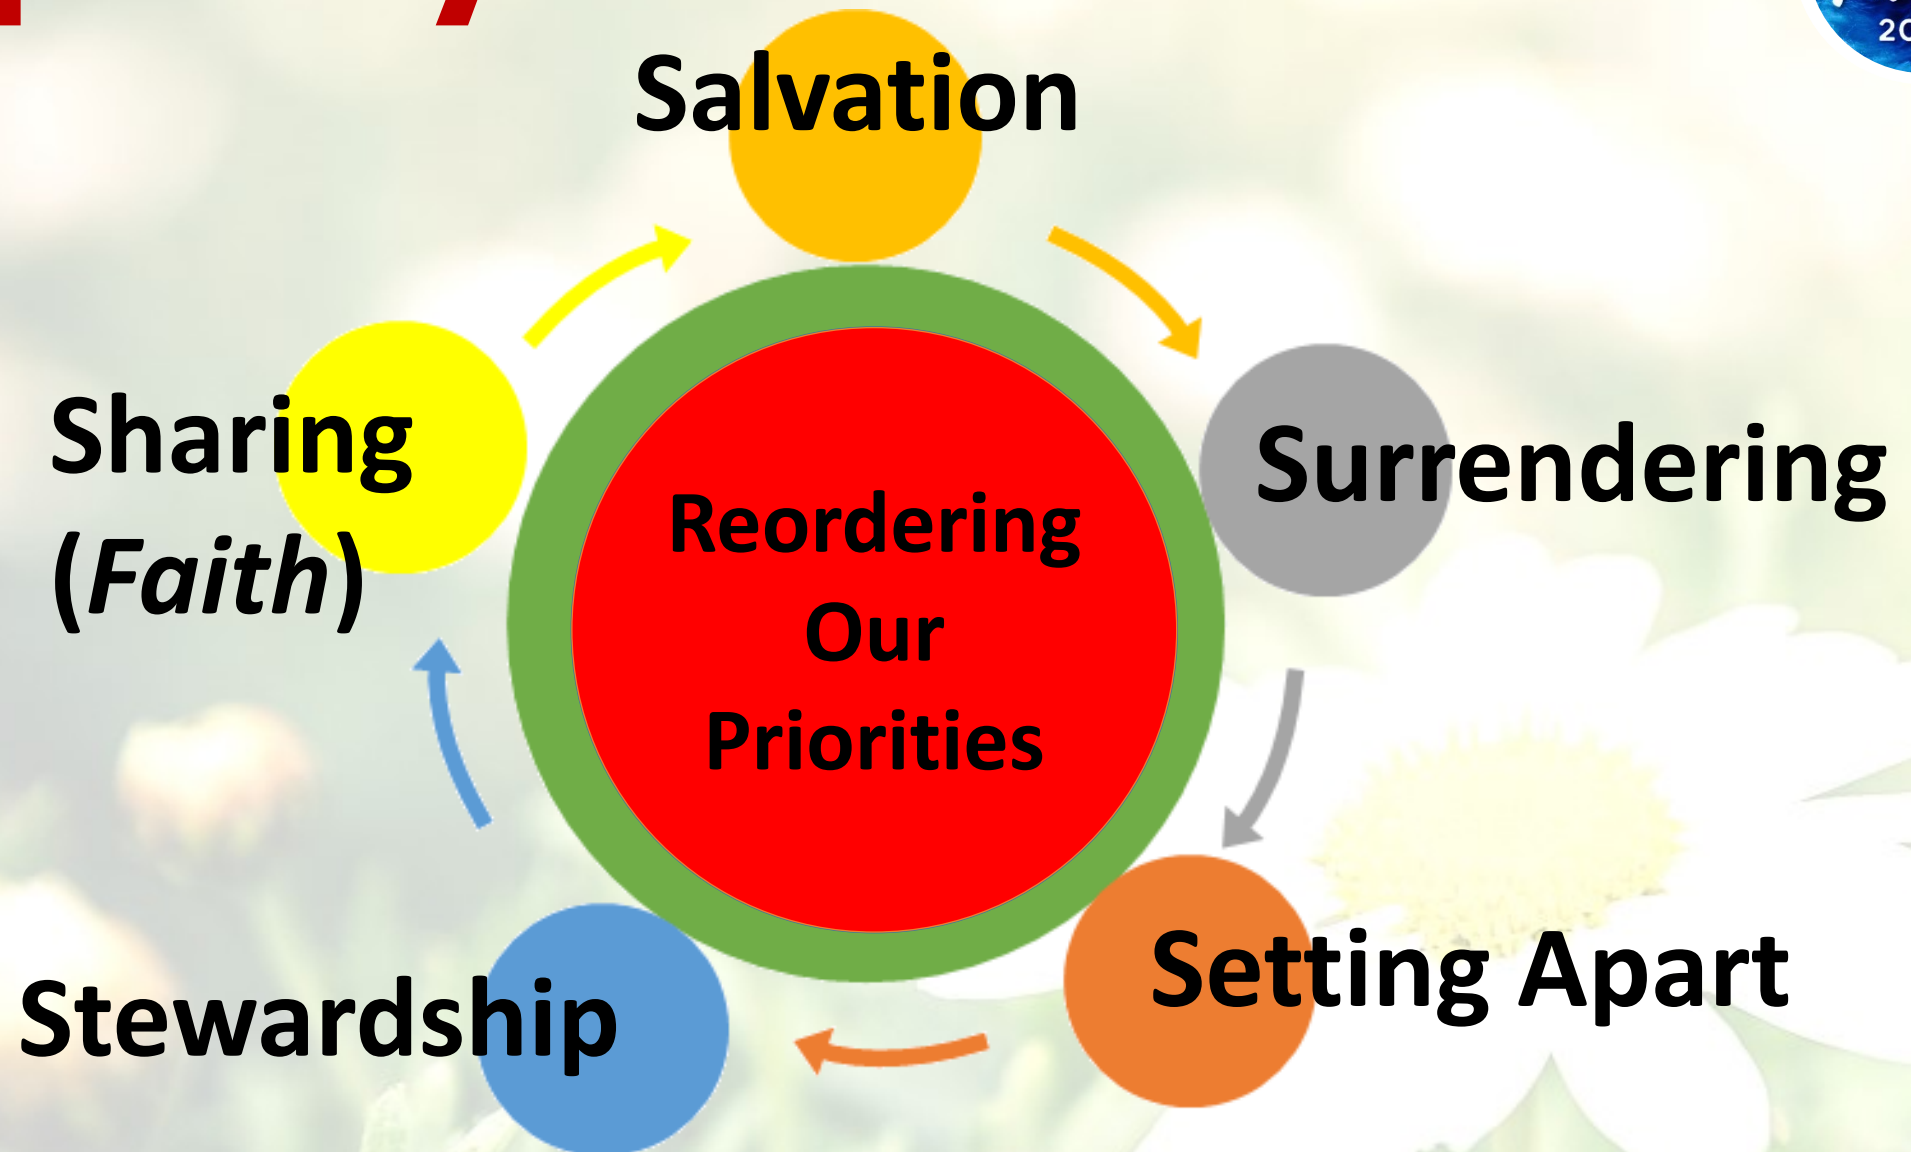 Salvation
Surrendering
Setting Apart
Stewardship
Sharing
(Faith)
Reordering
Our
Priorities